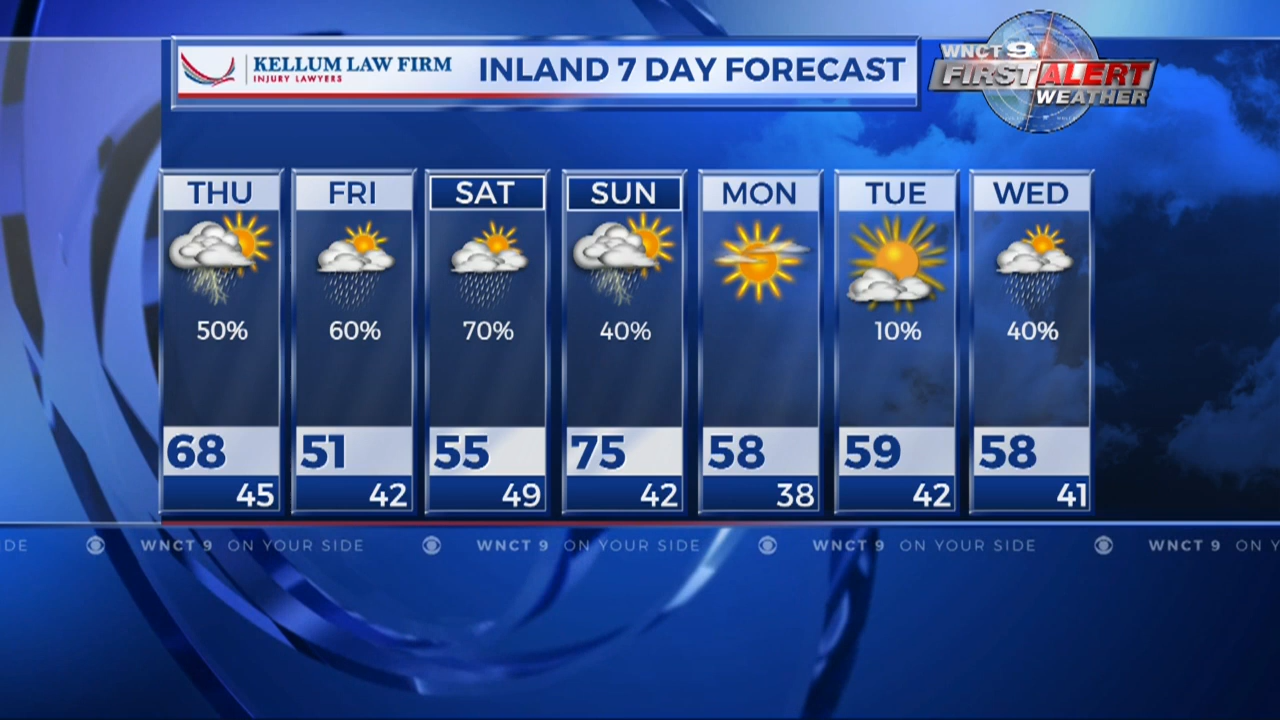 KELLUM LAW FIRM
INJURY LAWYERS
INLAND 7 DAY FORECAST
WNCT 9
FIRST ALERT
WEATHER
THU FRI SAT SUN MON TUE WED
50% 60% 70% 40% 10% 40%
68 51 55 75 58 59 58
45 42 49 42 38 42 41
DE WNCT 9 ON YOUR SIDE WNCT 9 ON YOUR SIDE WNCT 9 ON YOUR SIDE WNCT 9 ON Y